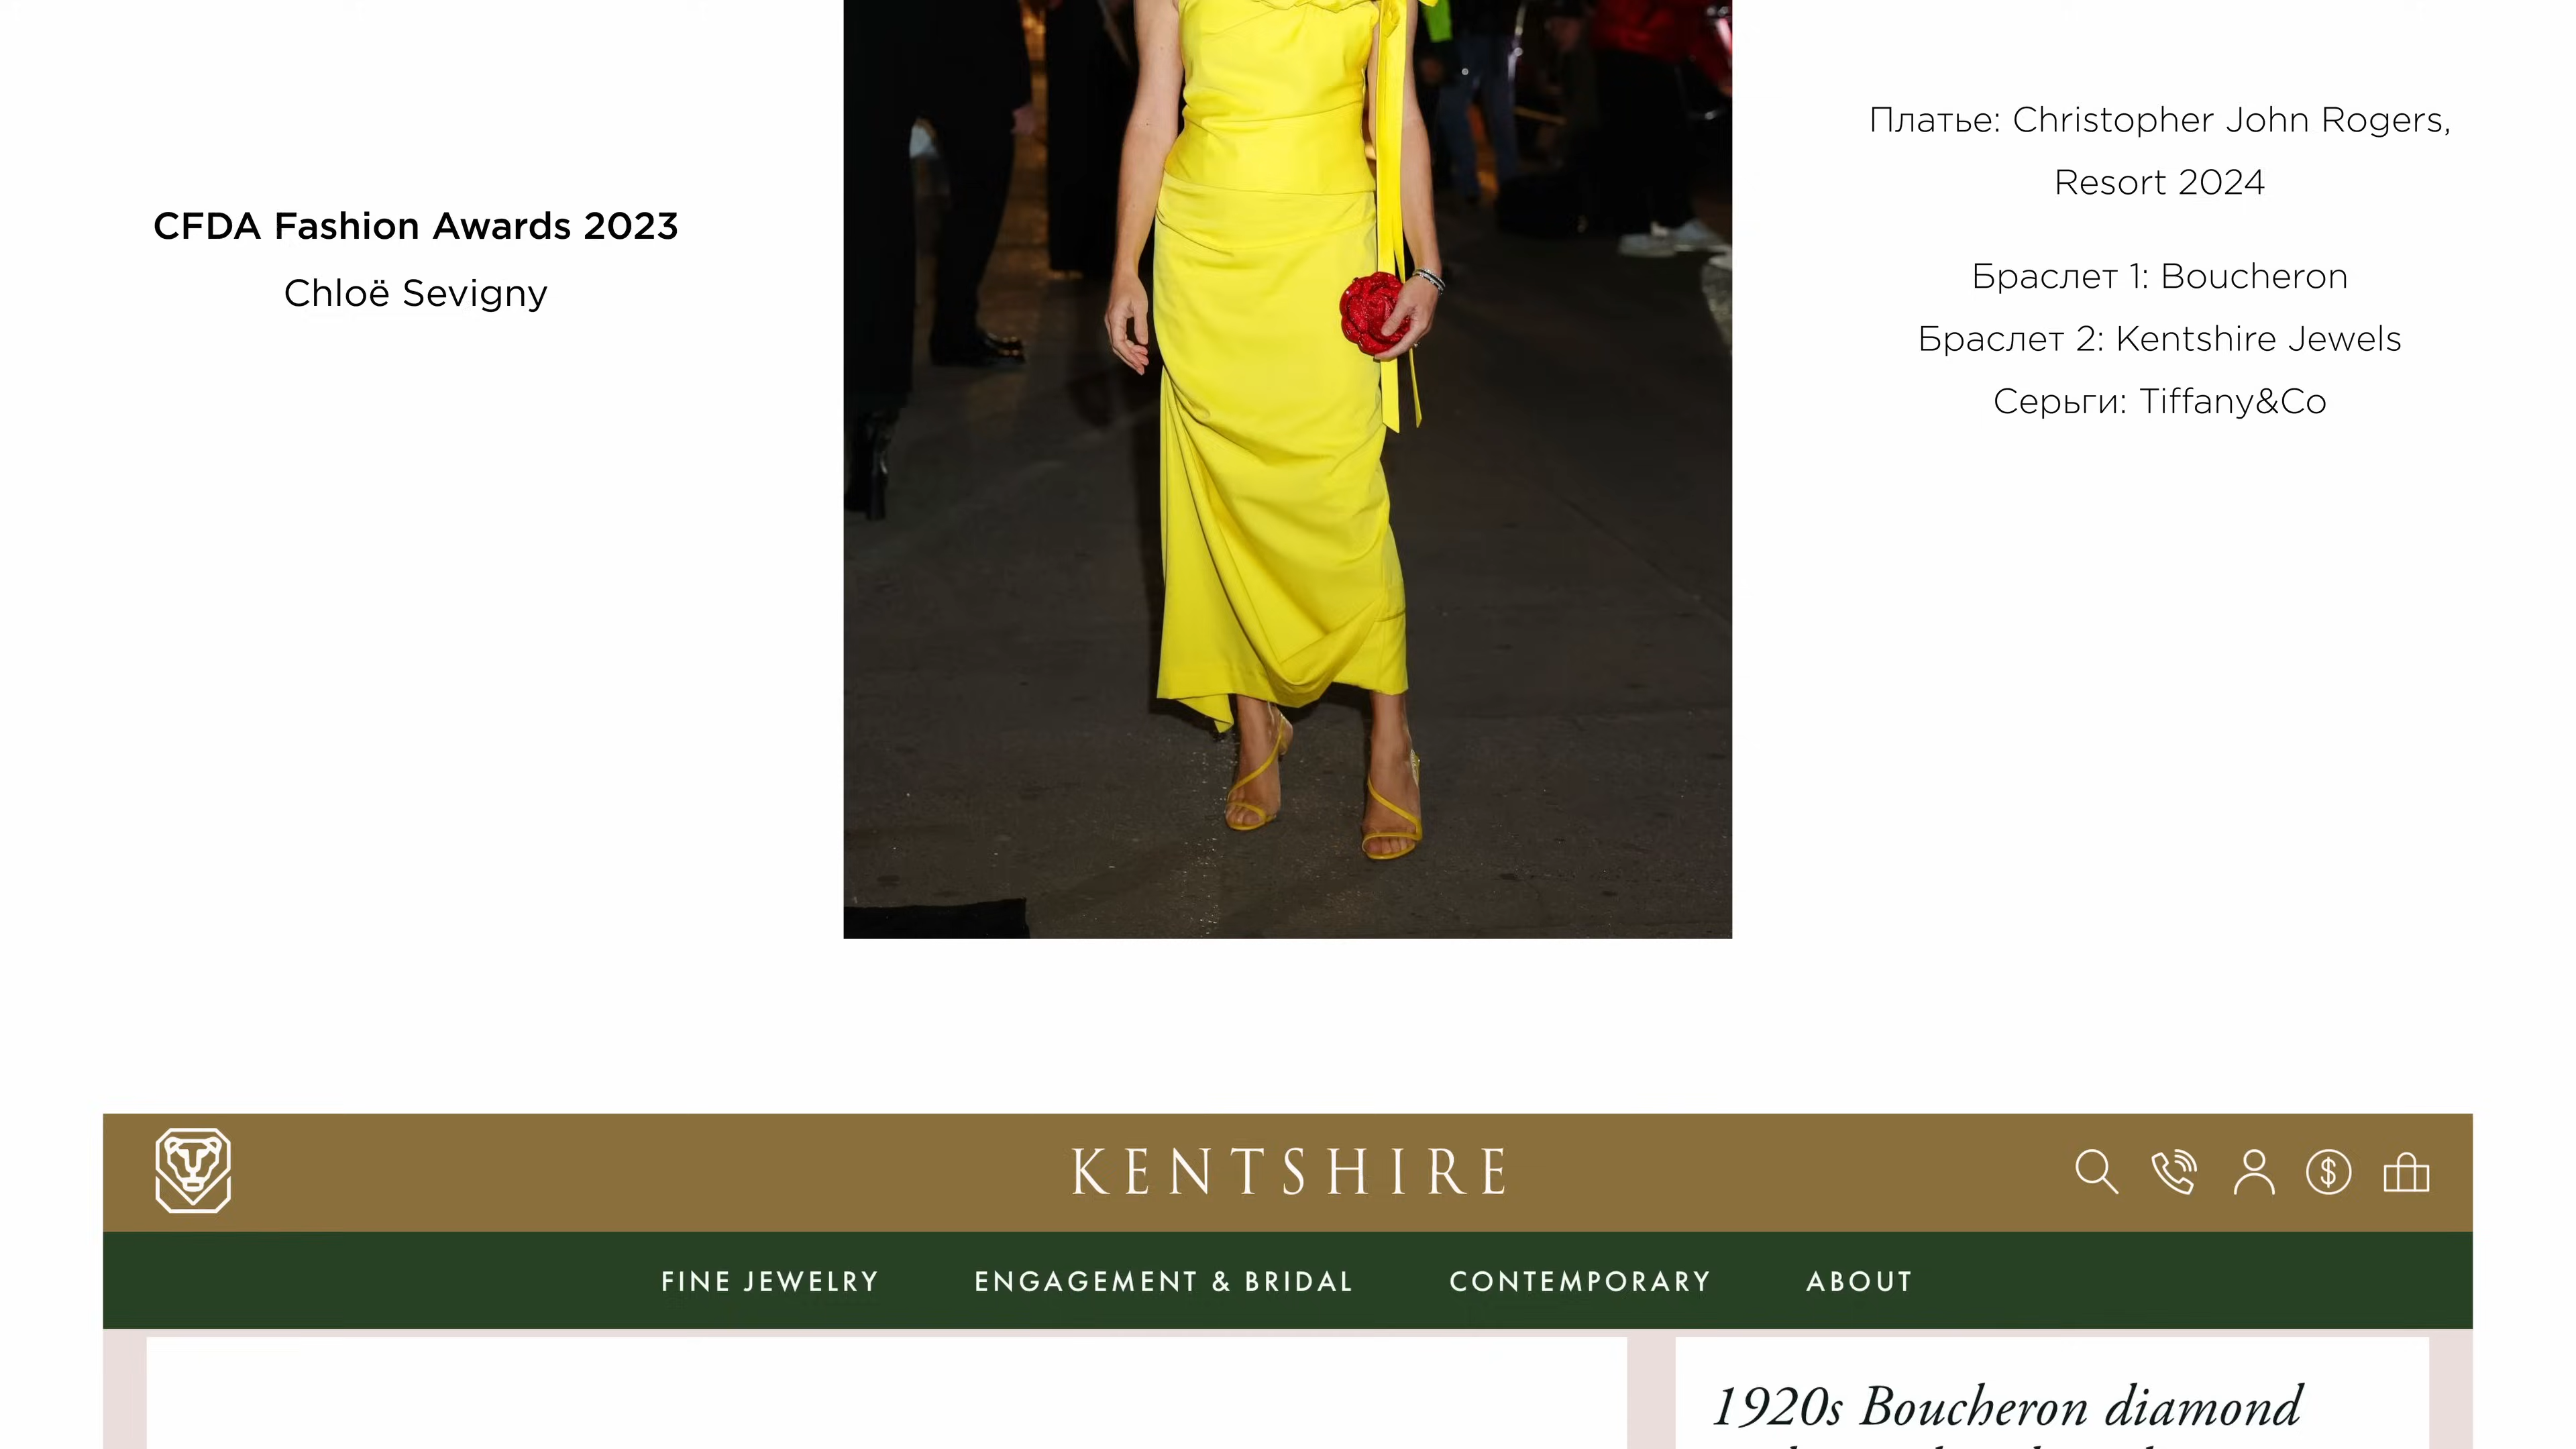 CFDA Fashion Awards 2023
Chloë Sevigny
Платье: Christopher John Rogers,
Resort 2024
Браслет 1: Boucheron
Браслет 2: Kentshire Jewels
Серьги: Tiffany&Co
KENTSHIRE
FINE JEWELRY
ENGAGEMENT & BRIDAL
CONTEMPORARY
ABOUT
1920s Boucheron diamond